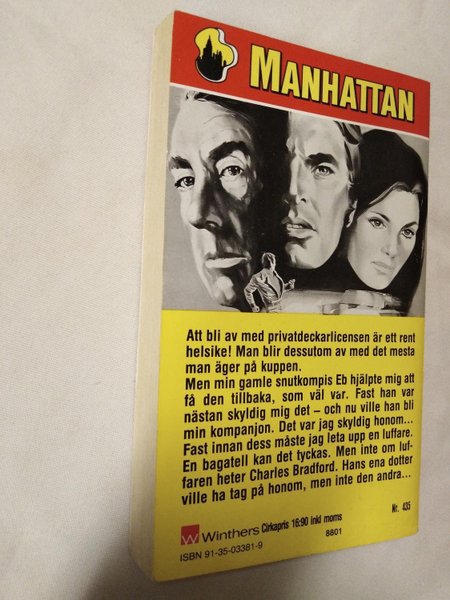 MANHATTAN
Att bli av med privatdeckarlicensen är ett rent
helsike! Man blir dessutom av med det mesta
man äger på kuppen.
Men min gamle snutkompis Eb hjälpte mig att
få den tillbaka, som väl var. Fast han var
nästan skyldig mig det – och nu ville han bli
min kompanjon. Det var jag skyldig honom...
Fast innan dess måste jag leta upp en luffare.
En bagatell kan det tyckas. Men inte om luf-
faren heter Charles Bradford. Hans ena dotter
ville ha tag på honom, men inte den andra...
Nr. 435
W Winthers Cirkapris 16:90 inkl moms
8801
ISBN 91-35-03381-9